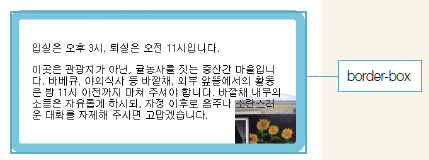 입실은 오후 3시, 퇴실은 오전 11시입니다.
이곳은 관광지가 아닌, 귤농사를 짓는 중산간 마을입니
다. 바베큐, 야외식사 등 바깥채, 외부 앞뜰에서의 활동
은 밤 11시 이전까지 마쳐 주셔야 합니다. 바깥채 내부의
소등은 자유롭게 하시되, 자정 이후로 음주나 소란스러
운 대화를 자제해 주시면 고맙겠습니다.
border-box